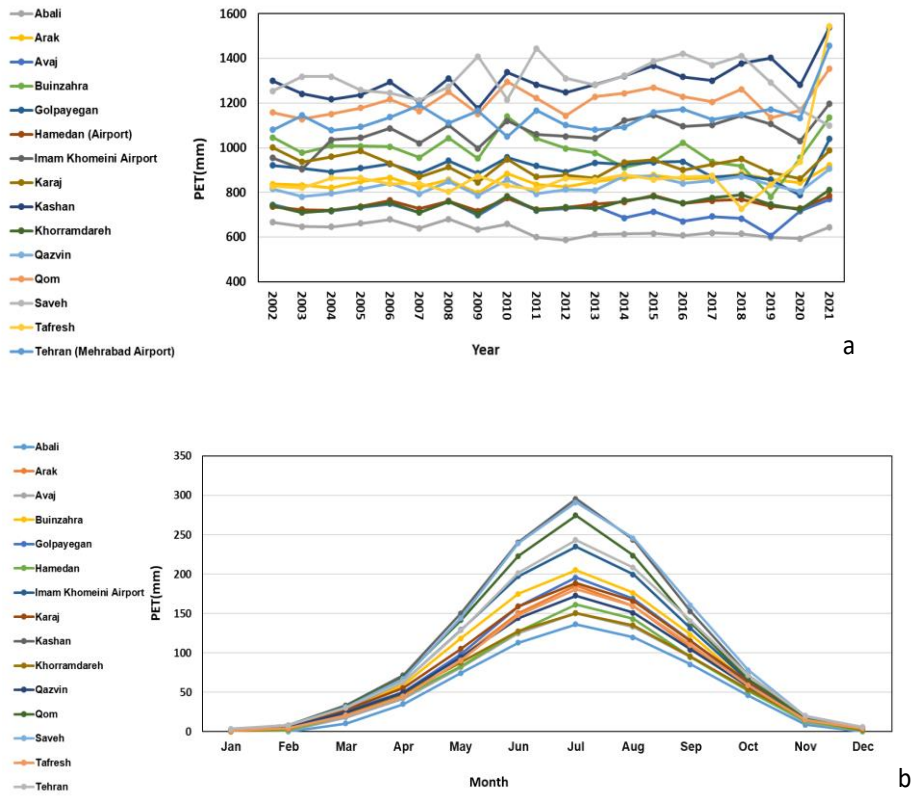 Abali
Arak
Avaj
Buinzahra
Golpayegan
Hamedan (Airport)
Imam Khomeini Airport
Karaj
Kashan
Khorramdareh
Qazvin
Qom
Saveh
Tafresh
Tehran (Mehrabad Airport)
PET(mm)
1600
1400
1200
1000
800
600
400
2002 2003 2004 2005 2006 2007 2008 2009 2010 2011 2012 2013 2014 2015 2016 2017 2018 2019 2020 2021
Year
a
Abali
Arak
Avaj
Buinzahra
Golpayegan
Hamedan
Imam Khomeini Airport
Karaj
Kashan
Khorramdareh
Qazvin
Qom
Saveh
Tafresh
Tehran
PET(mm)
350
300
250
200
150
100
50
0
Jan Feb Mar Apr May Jun Jul Aug Sep Oct Nov Dec
Month
b